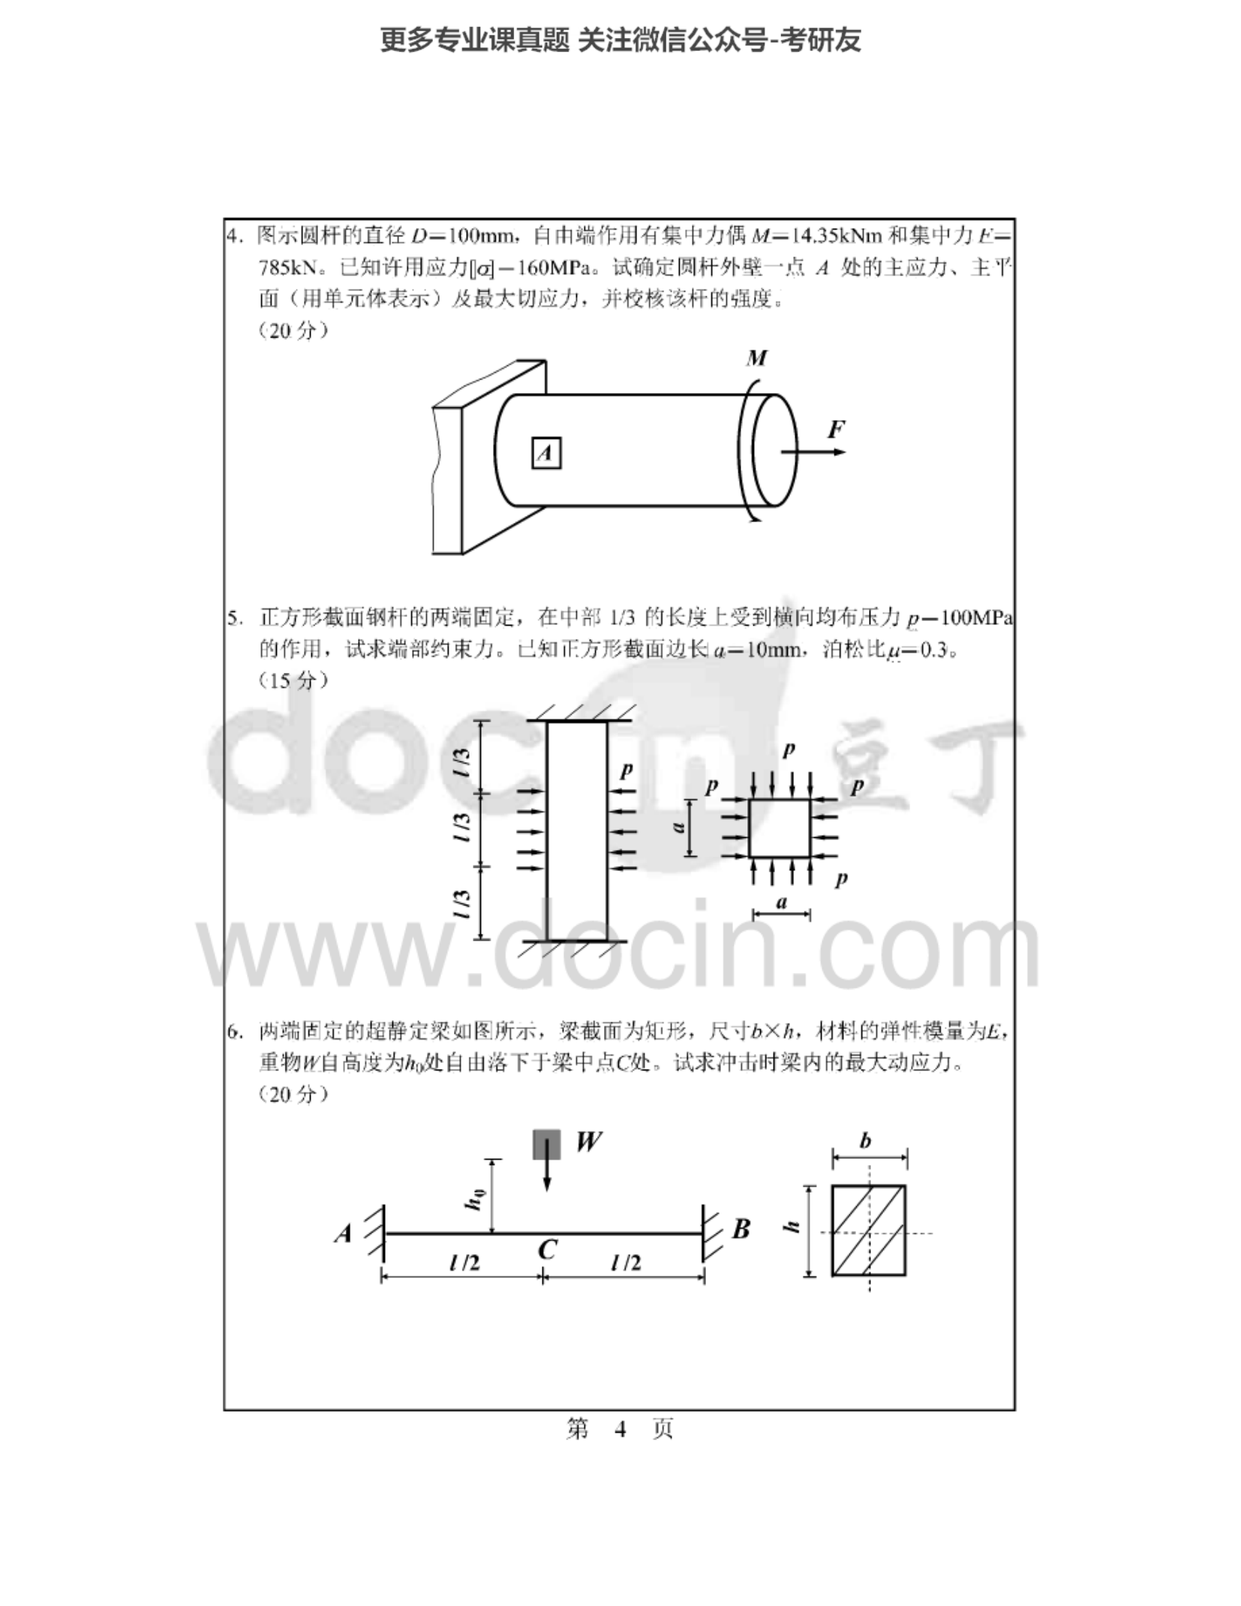 更多专业课真题 关注微信公众号-考研友
4. 图示圆杆的直径 D=100mm，自由端作用有集中力偶 M=14.35kNm 和集中力 F=
785kN。已知许用应力[σ]=160MPa。试确定圆杆外壁一点 A 处的主应力、主平
面（用单元体表示）及最大切应力，并校核该杆的强度。
（20 分）
M
F
A
5. 正方形截面钢杆的两端固定，在中部 1/3 的长度上受到横向均布压力 p=100MPa
的作用，试求端部约束力。已知正方形截面边长 a=10mm，泊松比μ=0.3。
（15 分）
l/3
l/3
l/3
p
p
p
p
p
a
a
docin 豆丁
www.docin.com
6. 两端固定的超静定梁如图所示，梁截面为矩形，尺寸b×h，材料的弹性模量为E，
重物W自高度为h₀处自由落下于梁中点C处。试求冲击时梁内的最大动应力。
（20 分）
W
h₀
A
C
B
l/2
l/2
b
h
第 4 页